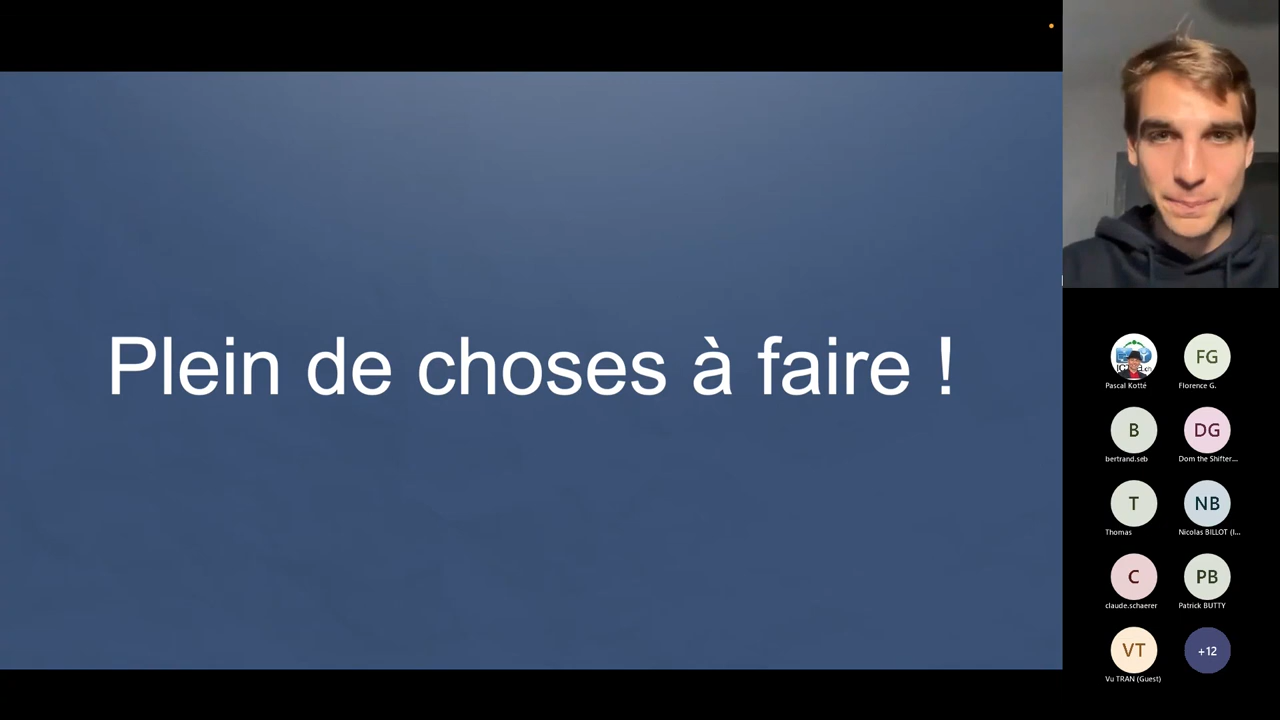 Plein de choses à faire !
Pascal Kotté
FG
Florence G.
B
bertrand.seb
DG
Dom the Shifter...
T
Thomas
NB
Nicolas BILLOT (I...
C
claude.schaerer
PB
Patrick BUTTY
VT
Vu TRAN (Guest)
+12